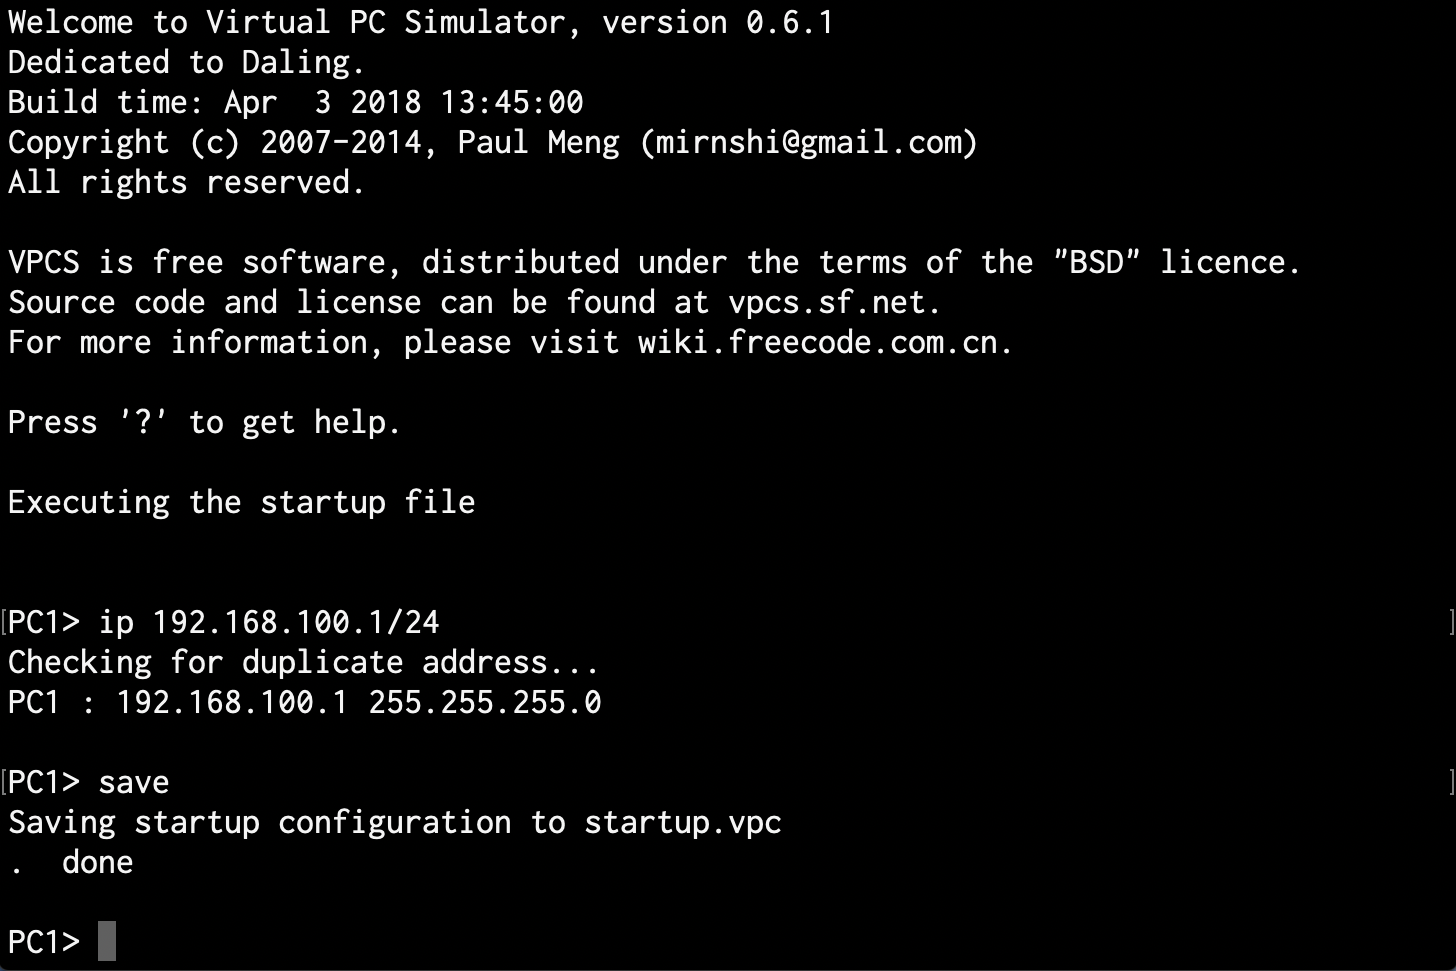 Welcome to Virtual PC Simulator, version 0.6.1
Dedicated to Daling.
Build time: Apr  3 2018 13:45:00
Copyright (c) 2007-2014, Paul Meng (mirnshi@gmail.com)
All rights reserved.

VPCS is free software, distributed under the terms of the "BSD" licence.
Source code and license can be found at vpcs.sf.net.
For more information, please visit wiki.freecode.com.cn.

Press '?' to get help.

Executing the startup file

[PC1> ip 192.168.100.1/24 ]
Checking for duplicate address...
PC1 : 192.168.100.1 255.255.255.0

[PC1> save ]
Saving startup configuration to startup.vpc
.  done

PC1>